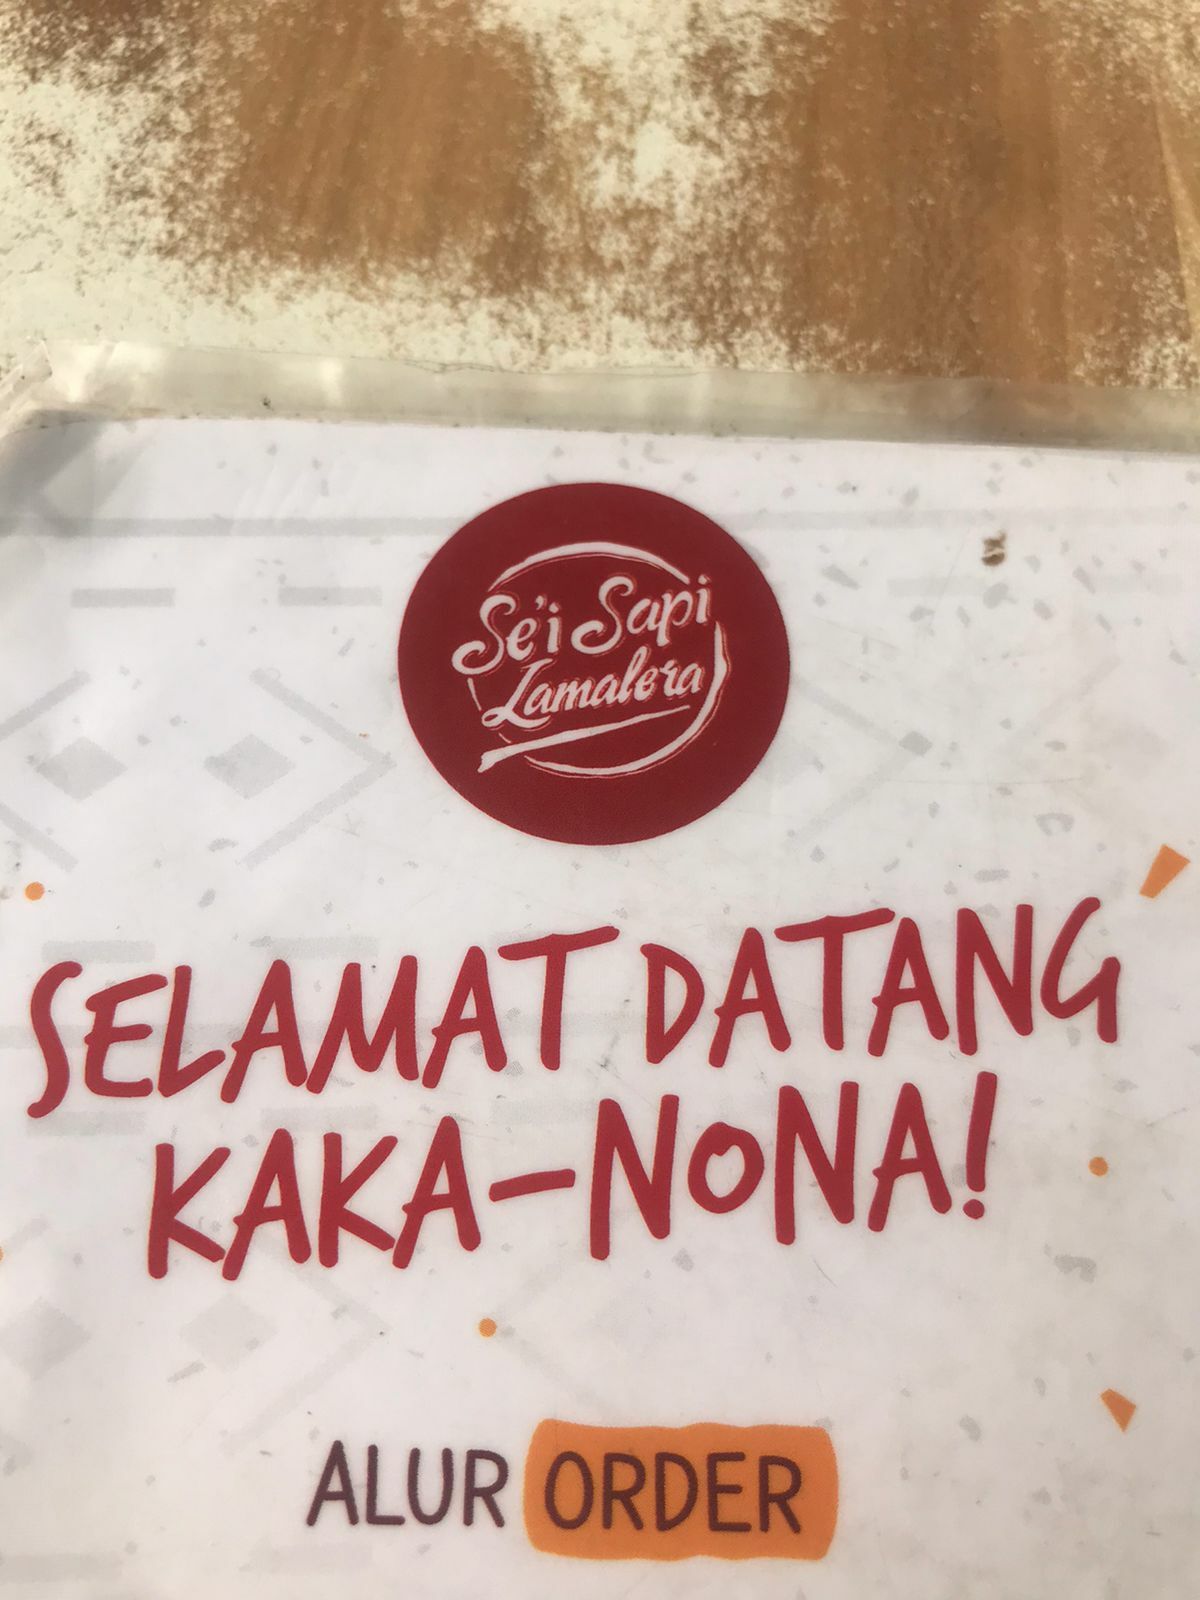 Se'i Sapi
Lamalera
SELAMAT DATANG
KAKA-NONA!
ALUR ORDER